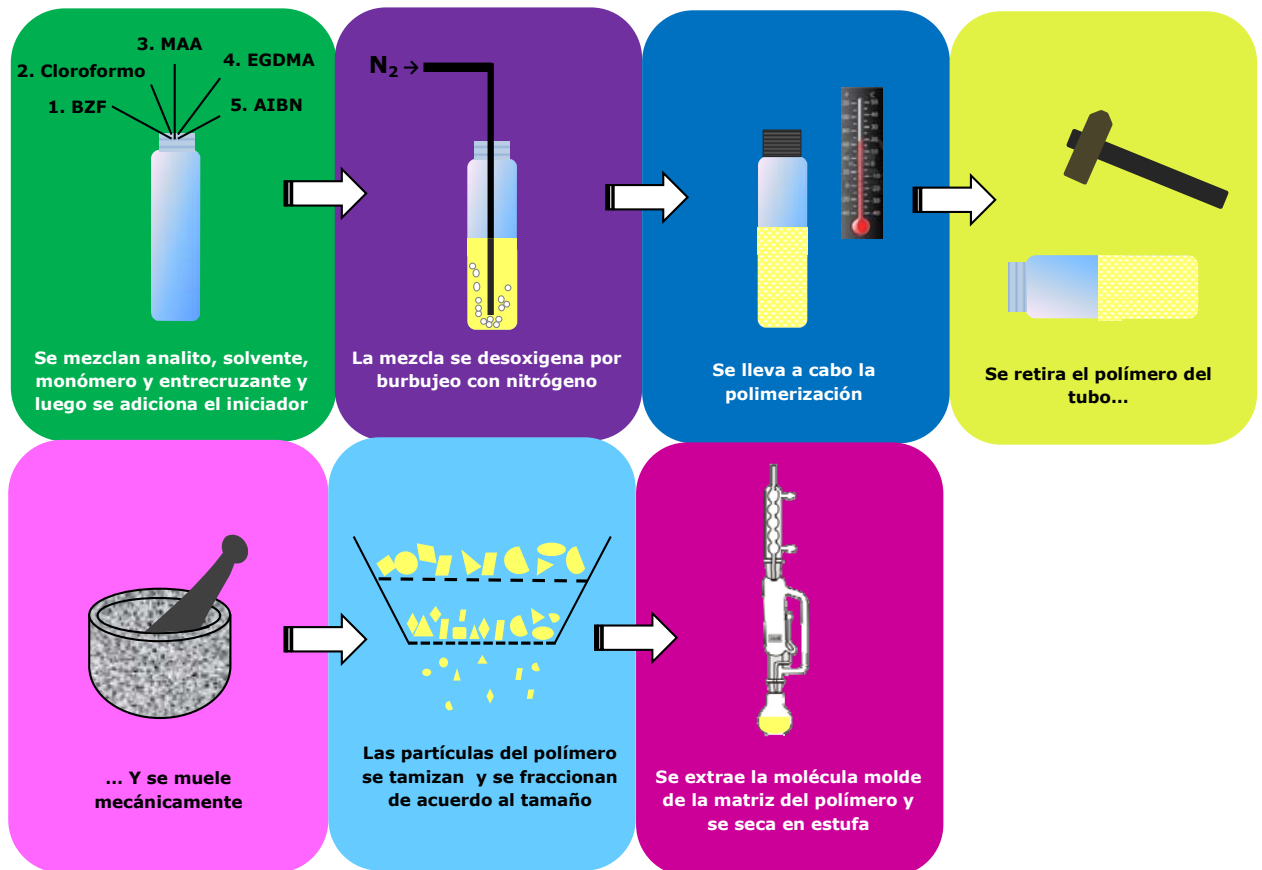 3. MAA
2. Cloroformo
4. EGDMA
1. BZF
5. AIBN
Se mezclan analito, solvente,
monómero y entrecruzante y
luego se adiciona el iniciador
N₂ →
La mezcla se desoxigena por
burbujeo con nitrógeno
Se lleva a cabo la
polimerización
Se retira el polímero del
tubo...
... Y se muele
mecánicamente
Las partículas del polímero
se tamizan y se fraccionan
de acuerdo al tamaño
Se extrae la molécula molde
de la matriz del polímero y
se seca en estufa